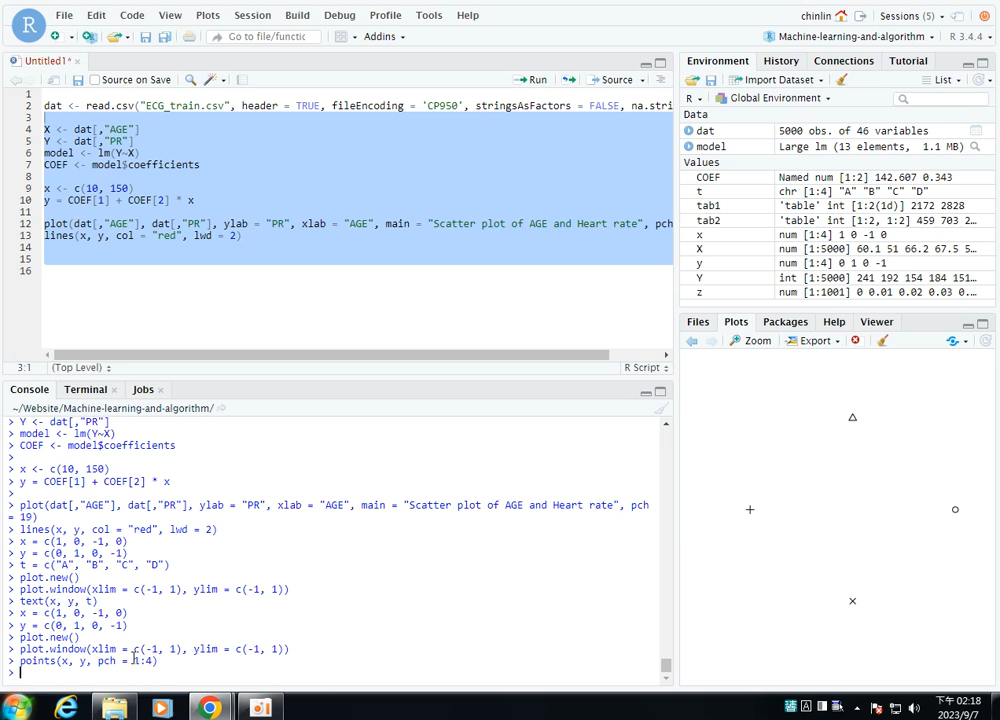 File Edit Code View Plots Session Build Debug Profile Tools Help
chinlin Sessions (5)
R Go to file/functic Addins
Machine-learning-and-algorithm R 3.4.4
Untitled1*
Source on Save Run Source
1
2 dat <- read.csv("ECG_train.csv", header = TRUE, fileEncoding = 'CP950', stringsAsFactors = FALSE, na.stri
3
4 X <- dat[,"AGE"]
5 Y <- dat[,"PR"]
6 model <- lm(Y~X)
7 COEF <- model$coefficients
8
9 x <- c(10, 150)
10 y = COEF[1] + COEF[2] * x
11
12 plot(dat[,"AGE"], dat[,"PR"], ylab = "PR", xlab = "AGE", main = "Scatter plot of AGE and Heart rate", pch
13 lines(x, y, col = "red", lwd = 2)
14
15
16
3:1 (Top Level) R Script
Console Terminal Jobs
~/Website/Machine-learning-and-algorithm/
> Y <- dat[,"PR"]
> model <- lm(Y~X)
> COEF <- model$coefficients
>
> x <- c(10, 150)
> y = COEF[1] + COEF[2] * x
>
> plot(dat[,"AGE"], dat[,"PR"], ylab = "PR", xlab = "AGE", main = "Scatter plot of AGE and Heart rate", pch
= 19)
> lines(x, y, col = "red", lwd = 2)
> x = c(1, 0, -1, 0)
> y = c(0, 1, 0, -1)
> t = c("A", "B", "C", "D")
> plot.new()
> plot.window(xlim = c(-1, 1), ylim = c(-1, 1))
> text(x, y, t)
> x = c(1, 0, -1, 0)
> y = c(0, 1, 0, -1)
> plot.new()
> plot.window(xlim = c(-1, 1), ylim = c(-1, 1))
> points(x, y, pch = 1:4)
>
Environment History Connections Tutorial
Import Dataset List
R Global Environment
Data
dat 5000 obs. of 46 variables
model Large lm (13 elements, 1.1 MB)
Values
COEF Named num [1:2] 142.607 0.343
t chr [1:4] "A" "B" "C" "D"
tab1 'table' int [1:2(1d)] 2172 2828
tab2 'table' int [1:2, 1:2] 459 703 2…
x num [1:4] 1 0 -1 0
X num [1:5000] 60.1 51 66.2 67.5 5…
y num [1:4] 0 1 0 -1
Y int [1:5000] 241 192 154 184 151…
z num [1:1001] 0 0.01 0.02 0.03 0.…
Files Plots Packages Help Viewer
Zoom Export
下午 02:18
2023/9/7